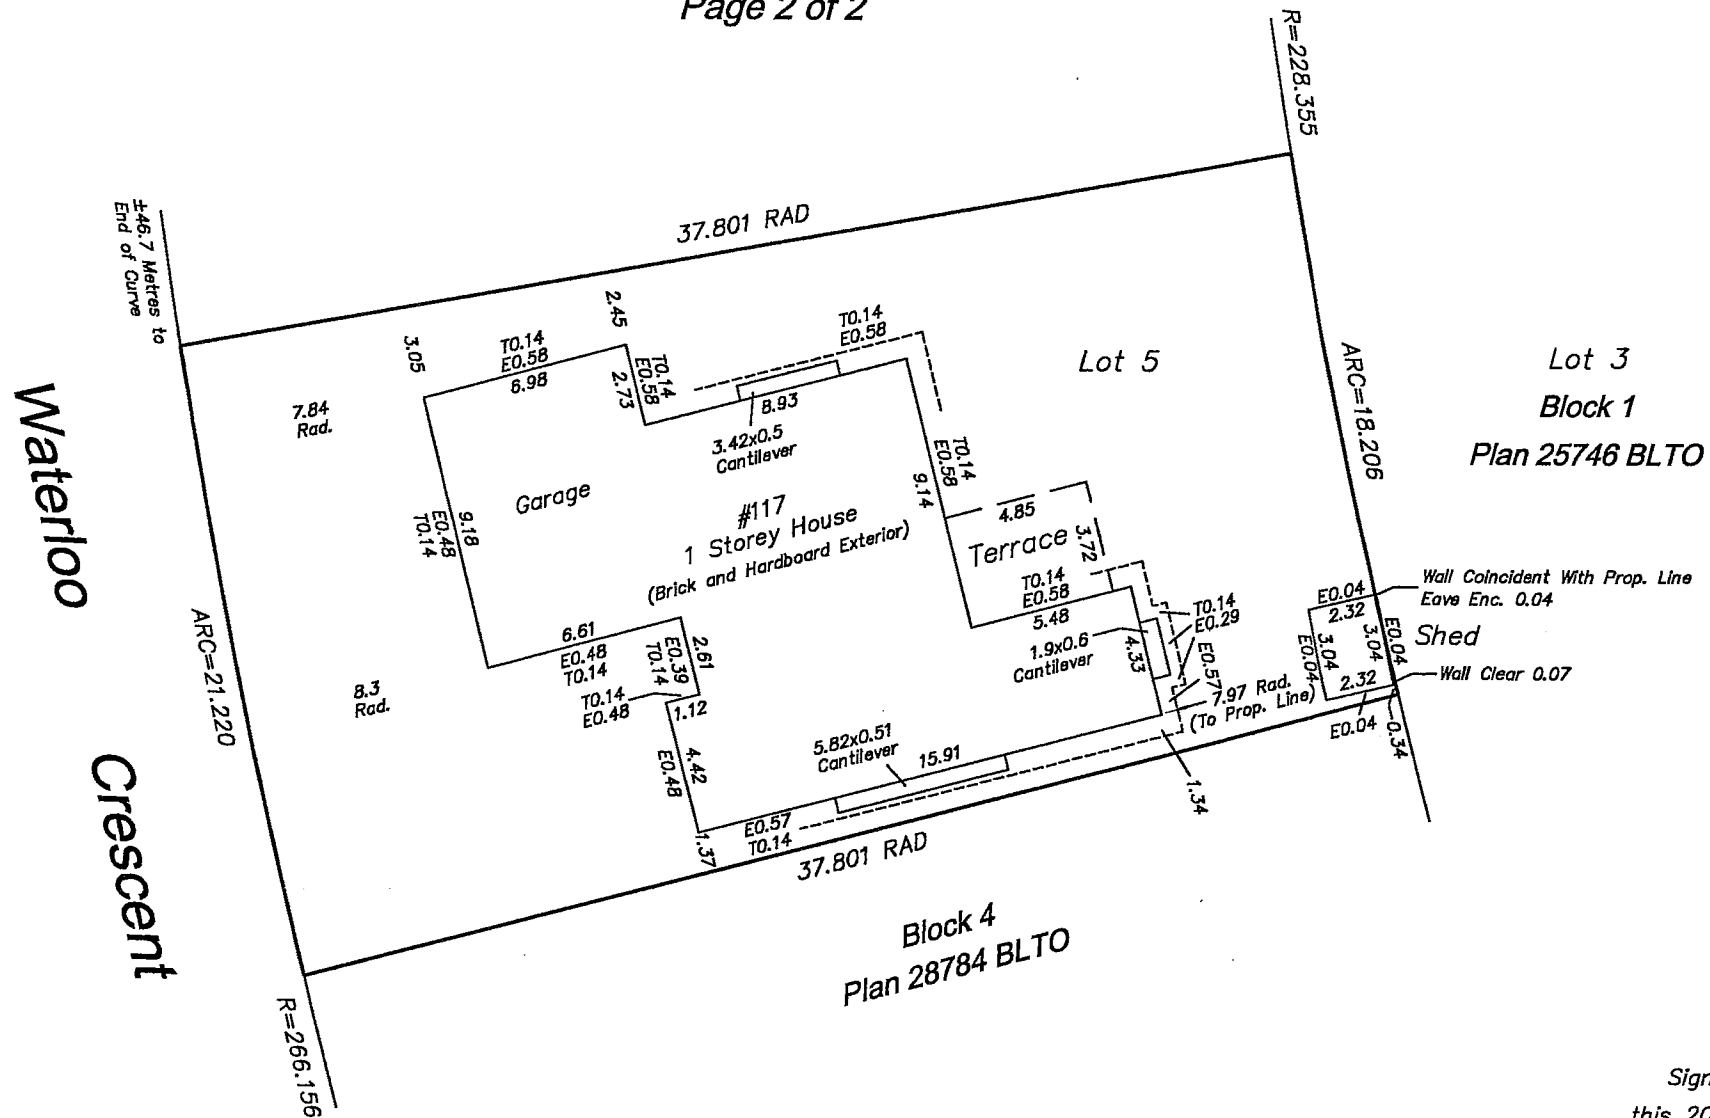 Page 2 of 2
R=228.355
±46.7 Metres to
End of Curve
37.801 RAD
2.45
3.05
T0.14
E0.58
6.98
T0.14
E0.58
2.73
T0.14
E0.58
8.93
3.42x0.5
Cantilever
Lot 5
ARC=18.206
Lot 3
Block 1
Plan 25746 BLTO
7.84
Rad.
Waterloo
Crescent
Garage
9.18
E0.48
T0.14
#117
1 Storey House
(Brick and Hardboard Exterior)
T0.14
E0.58
9.14
4.85
Terrace
3.72
T0.14
E0.58
5.48
T0.14
E0.29
1.9x0.6
Cantilever
4.33
E0.57
7.97 Rad.
(To Prop. Line)
Wall Coincident With Prop. Line
Eave Enc. 0.04
E0.04
2.32
Shed
3.04
E0.04
3.04
E0.04
2.32
Wall Clear 0.07
E0.04
0.34
6.61
E0.48
T0.14
2.61
E0.39
T0.14
T0.14
E0.48
1.12
4.42
E0.48
8.3
Rad.
ARC=21.220
5.82x0.51
Cantilever
15.91
E0.57
T0.14
1.37
1.34
37.801 RAD
Block 4
Plan 28784 BLTO
R=266.156
Sign
this 20